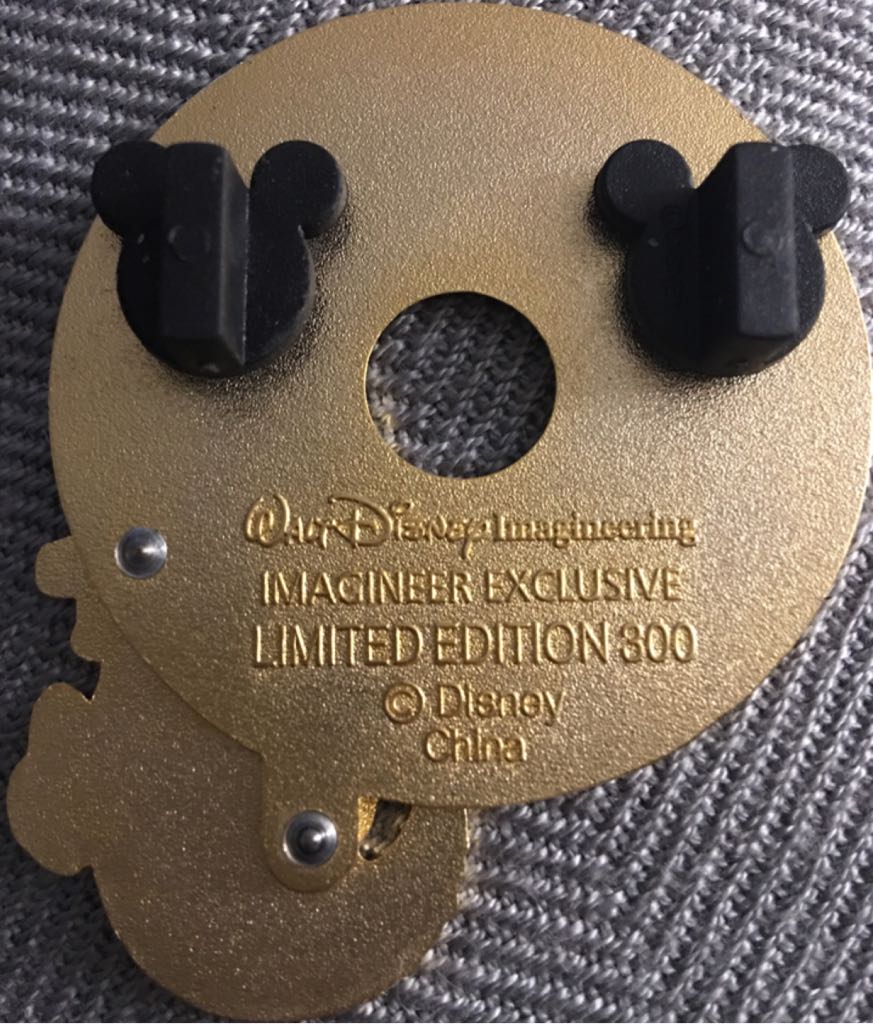 Walt Disney Imagineering
IMAGINEER EXCLUSIVE
LIMITED EDITION 300
© Disney
China